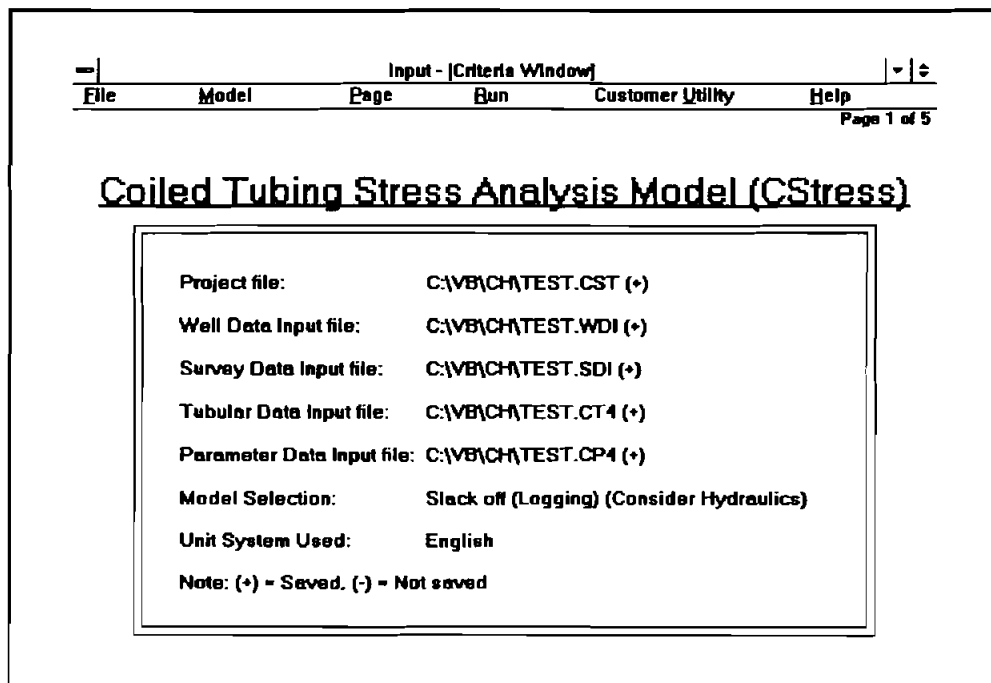 Input - [Criteria Window]
File Model Page Run Customer Utility Help
Page 1 of 5
Coiled Tubing Stress Analysis Model (CStress)
Project file: C:\VB\CH\TEST.CST (+)
Well Data Input file: C:\VB\CH\TEST.WDI (+)
Survey Data Input file: C:\VB\CH\TEST.SDI (+)
Tubular Data Input file: C:\VB\CH\TEST.CT4 (+)
Parameter Data Input file: C:\VB\CH\TEST.CP4 (+)
Model Selection: Slack off (Logging) (Consider Hydraulics)
Unit System Used: English
Note: (+) = Saved, (-) = Not saved